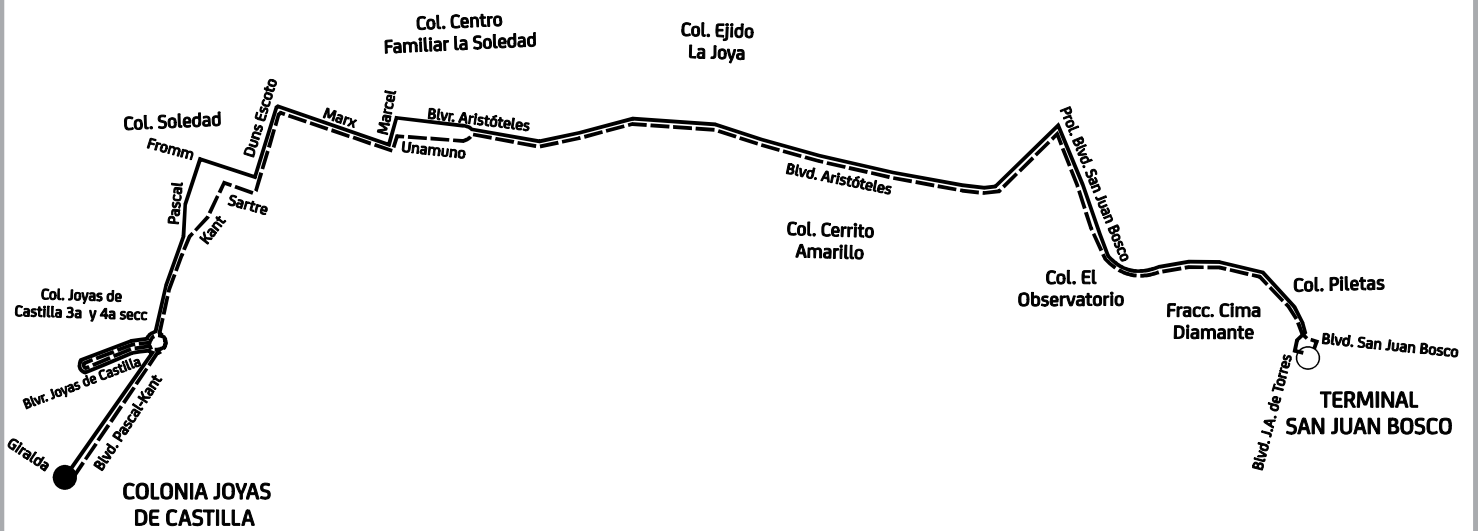 Col. Centro
Familiar la Soledad
Col. Ejido
La Joya
Col. Soledad
Fromm
Duns Escoto
Marx
Marcel
Blvr. Aristóteles
Unamuno
Pascal
Sartre
Kant
Blvd. Aristóteles
Prol. Blvd. San Juan Bosco
Col. Cerrito
Amarillo
Col. El
Observatorio
Fracc. Cima
Diamante
Col. Piletas
Col. Joyas de
Castilla 3a y 4a secc
Blvr. Joyas de Castilla
Blvd. Pascal-Kant
Giralda
COLONIA JOYAS
DE CASTILLA
Blvd. San Juan Bosco
Blvd. J.A. de Torres
TERMINAL
SAN JUAN BOSCO